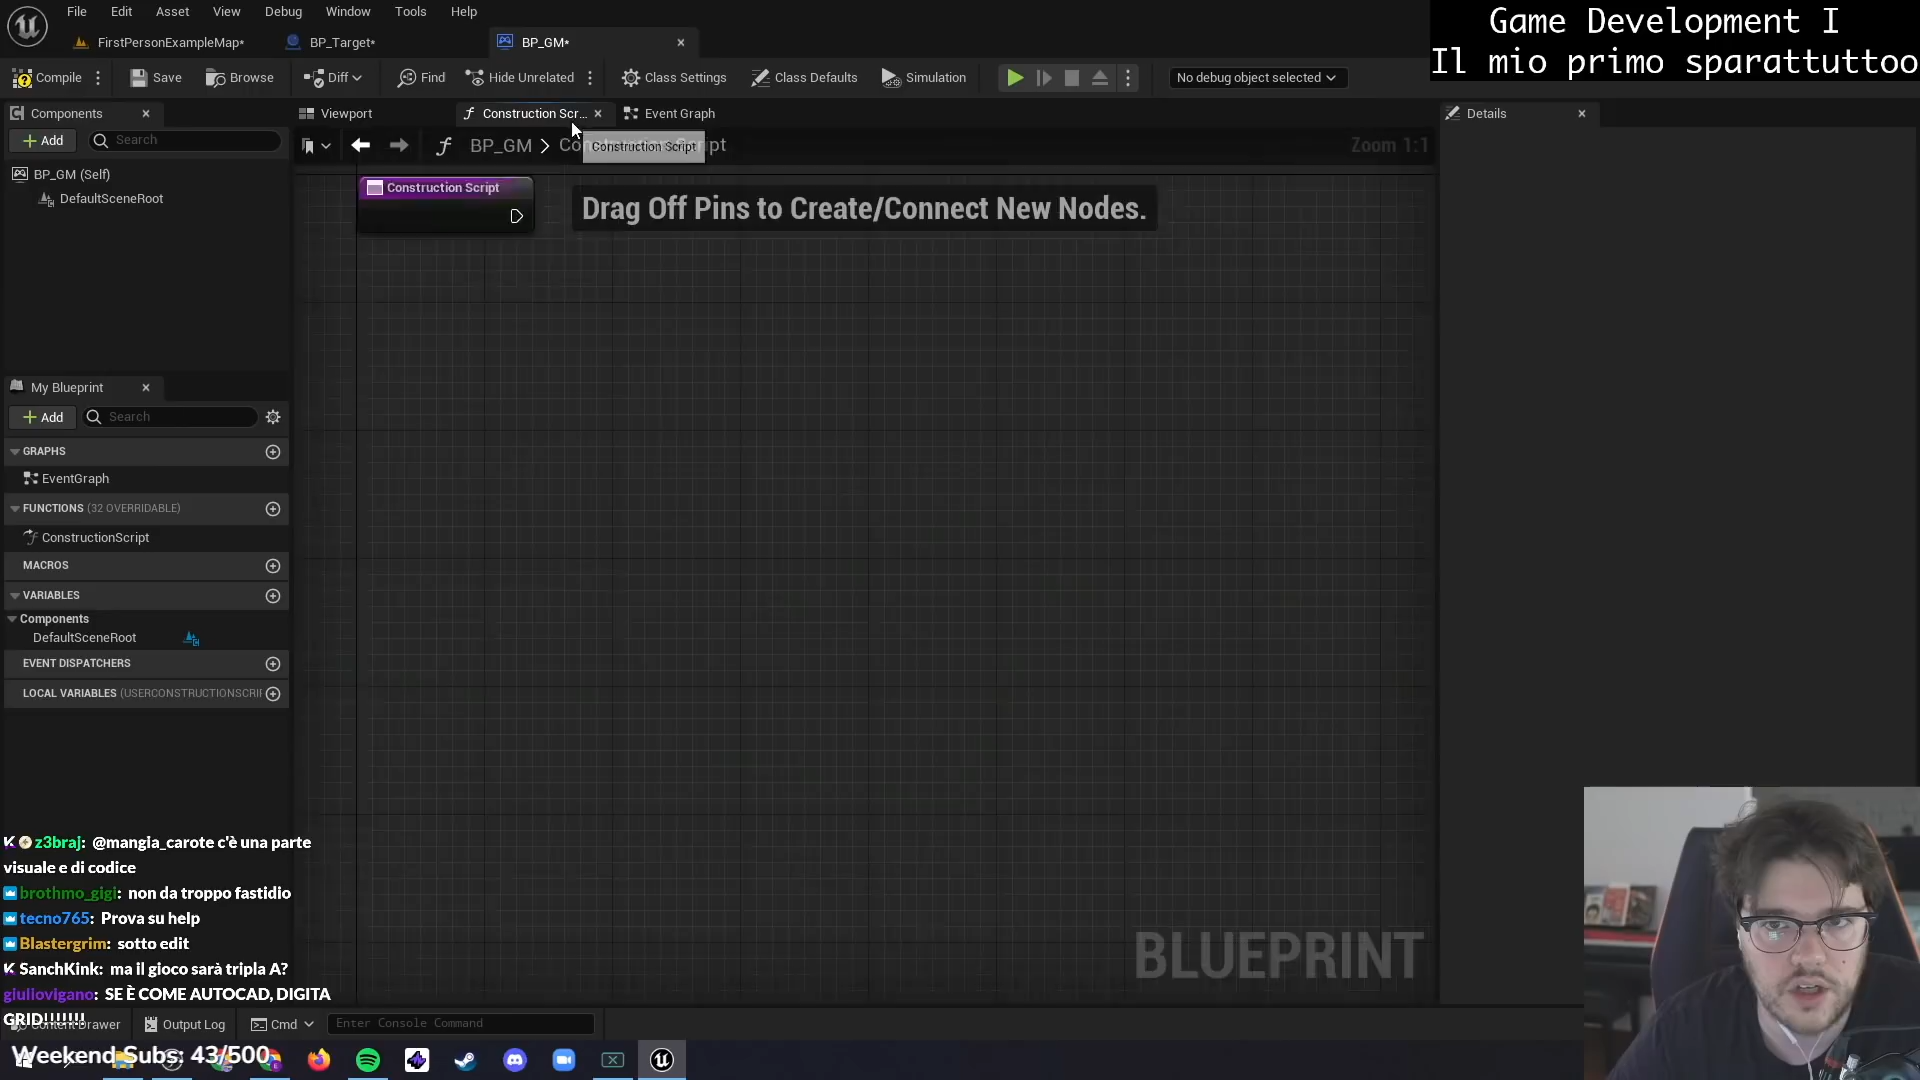 File Edit Asset View Debug Window Tools Help
FirstPersonExampleMap* BP_Target* BP_GM*
Compile Save Browse Diff Find Hide Unrelated Class Settings Class Defaults Simulation No debug object selected
Game Development I
Il mio primo sparattuttoo
Components
Add Search
BP_GM (Self)
DefaultSceneRoot
Viewport Construction Scr... Event Graph
BP_GM > Construction Script Zoom 1:1
Construction Script
Construction Script
Drag Off Pins to Create/Connect New Nodes.
Details
My Blueprint
Add Search
GRAPHS
EventGraph
FUNCTIONS (32 OVERRIDABLE)
ConstructionScript
MACROS
VARIABLES
Components
DefaultSceneRoot
EVENT DISPATCHERS
LOCAL VARIABLES (USERCONSTRUCTIONSCRIP
BLUEPRINT
z3braj: @mangia_carote c'è una parte
visuale e di codice
brothmo_gigi: non da troppo fastidio
tecno765: Prova su help
Blastergrim: sotto edit
SanchKink: ma il gioco sarà tripla A?
giuliovigano: SE È COME AUTOCAD, DIGITA
GRID!!!!!!!
Content Drawer Output Log Cmd Enter Console Command
Weekend Subs: 43/500